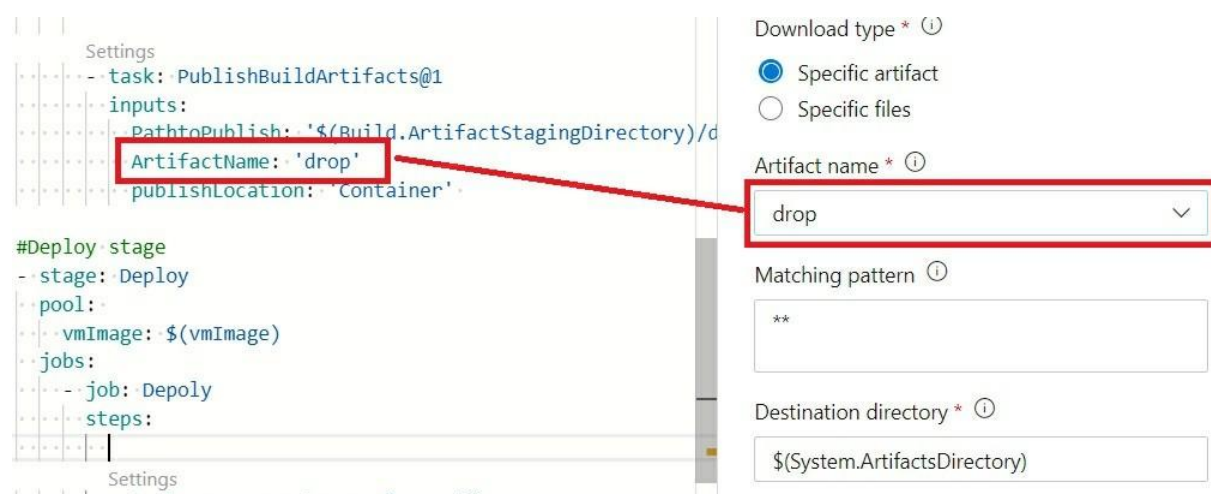 Settings
- task: PublishBuildArtifacts@1
inputs:
PathtoPublish: '$(Build.ArtifactStagingDirectory)/d
ArtifactName: 'drop'
publishLocation: 'Container'
#Deploy stage
- stage: Deploy
pool:
vmImage: $(vmImage)
jobs:
- job: Depoly
steps:
Settings
Download type *
Specific artifact
Specific files
Artifact name *
drop
Matching pattern
**
Destination directory *
$(System.ArtifactsDirectory)